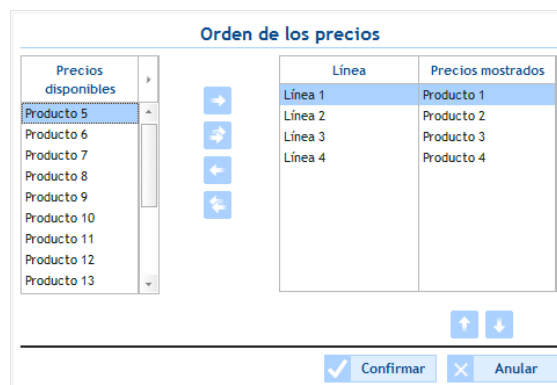 Orden de los precios
Precios
disponibles
Producto 5
Producto 6
Producto 7
Producto 8
Producto 9
Producto 10
Producto 11
Producto 12
Producto 13
Línea Precios mostrados
Línea 1 Producto 1
Línea 2 Producto 2
Línea 3 Producto 3
Línea 4 Producto 4
Confirmar Anular